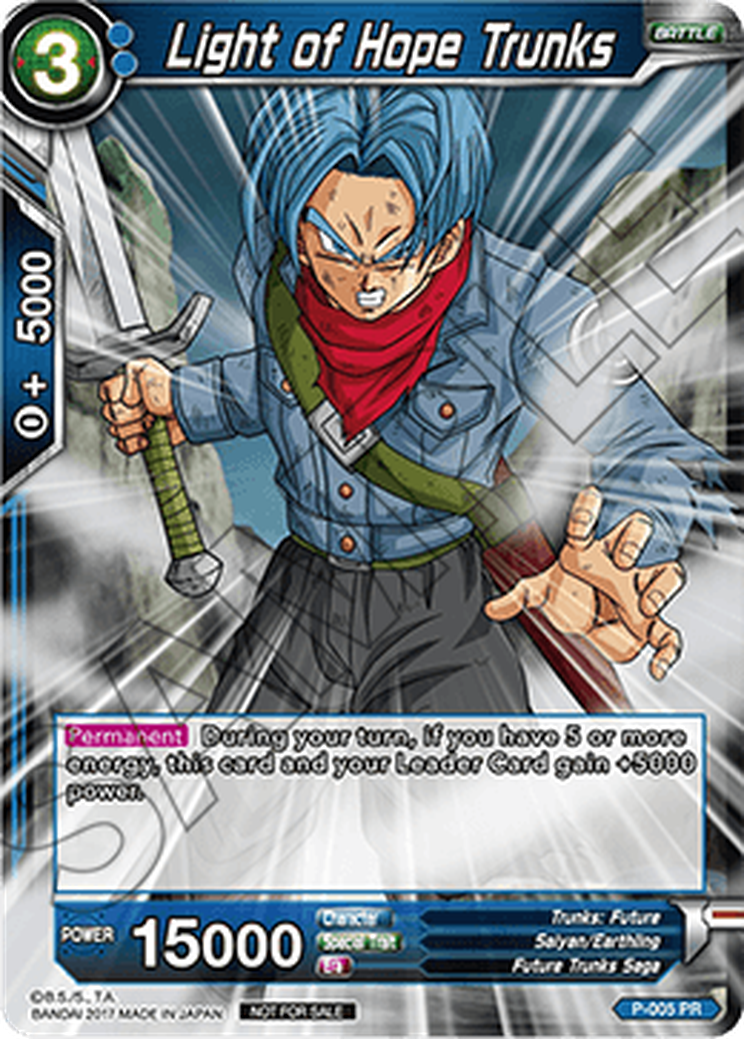 3
Light of Hope Trunks
BATTLE
0+ 5000
SAMPLE
Permanent During your turn, if you have 5 or more
energy, this card and your Leader Card gain +5000
power.
POWER 15000
Character Trunks: Future
Special Trait Saiyan/Earthling
Era Future Trunks Saga
©B.S./S., T.A.
BANDAI 2017 MADE IN JAPAN
NOT FOR SALE
P-005 PR